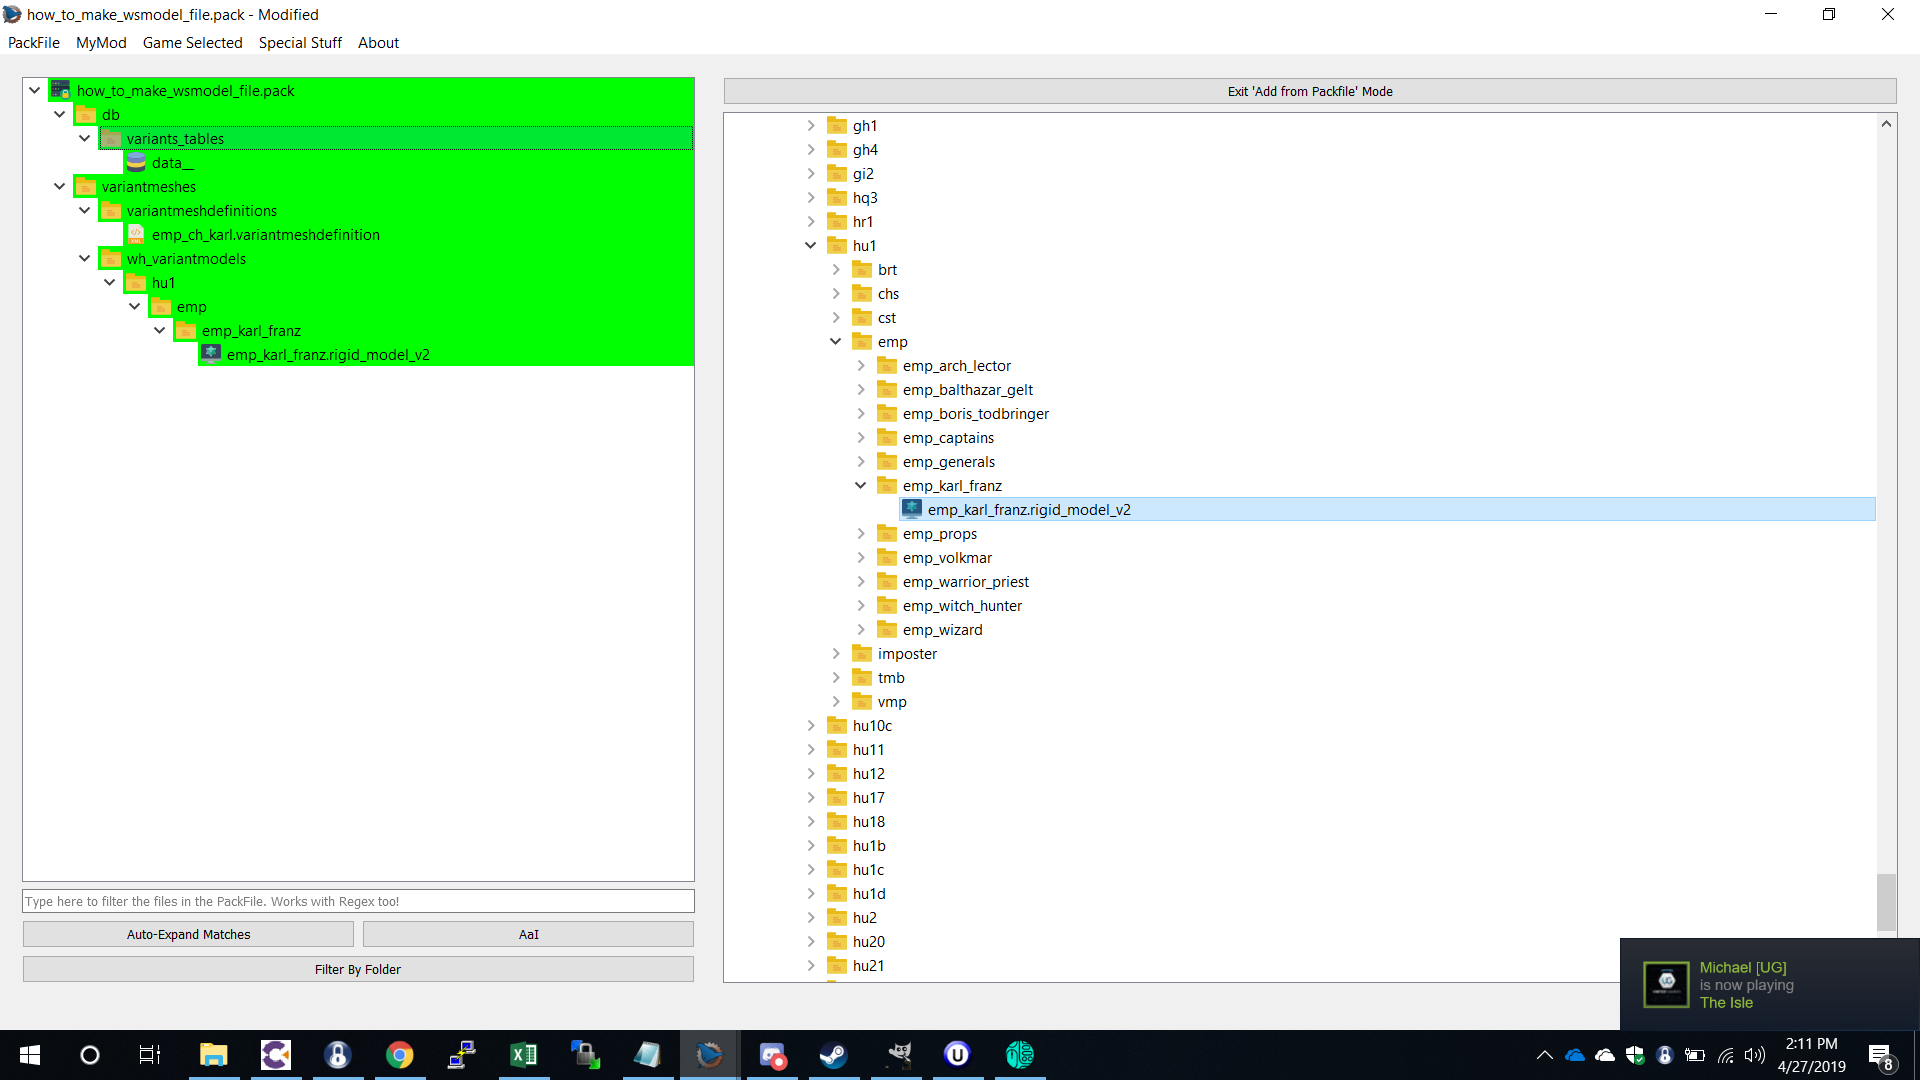 how_to_make_wsmodel_file.pack - Modified
PackFile MyMod Game Selected Special Stuff About
how_to_make_wsmodel_file.pack
db
variants_tables
data__
variantmeshes
variantmeshdefinitions
emp_ch_karl.variantmeshdefinition
wh_variantmodels
hu1
emp
emp_karl_franz
emp_karl_franz.rigid_model_v2
Type here to filter the files in the PackFile. Works with Regex too!
Auto-Expand Matches AaI
Filter By Folder
Exit 'Add from Packfile' Mode
gh1
gh4
gi2
hq3
hr1
hu1
brt
chs
cst
emp
emp_arch_lector
emp_balthazar_gelt
emp_boris_todbringer
emp_captains
emp_generals
emp_karl_franz
emp_karl_franz.rigid_model_v2
emp_props
emp_volkmar
emp_warrior_priest
emp_witch_hunter
emp_wizard
imposter
tmb
vmp
hu10c
hu11
hu12
hu17
hu18
hu1b
hu1c
hu1d
hu2
hu20
hu21
Michael [UG]
is now playing
The Isle
2:11 PM
4/27/2019
8